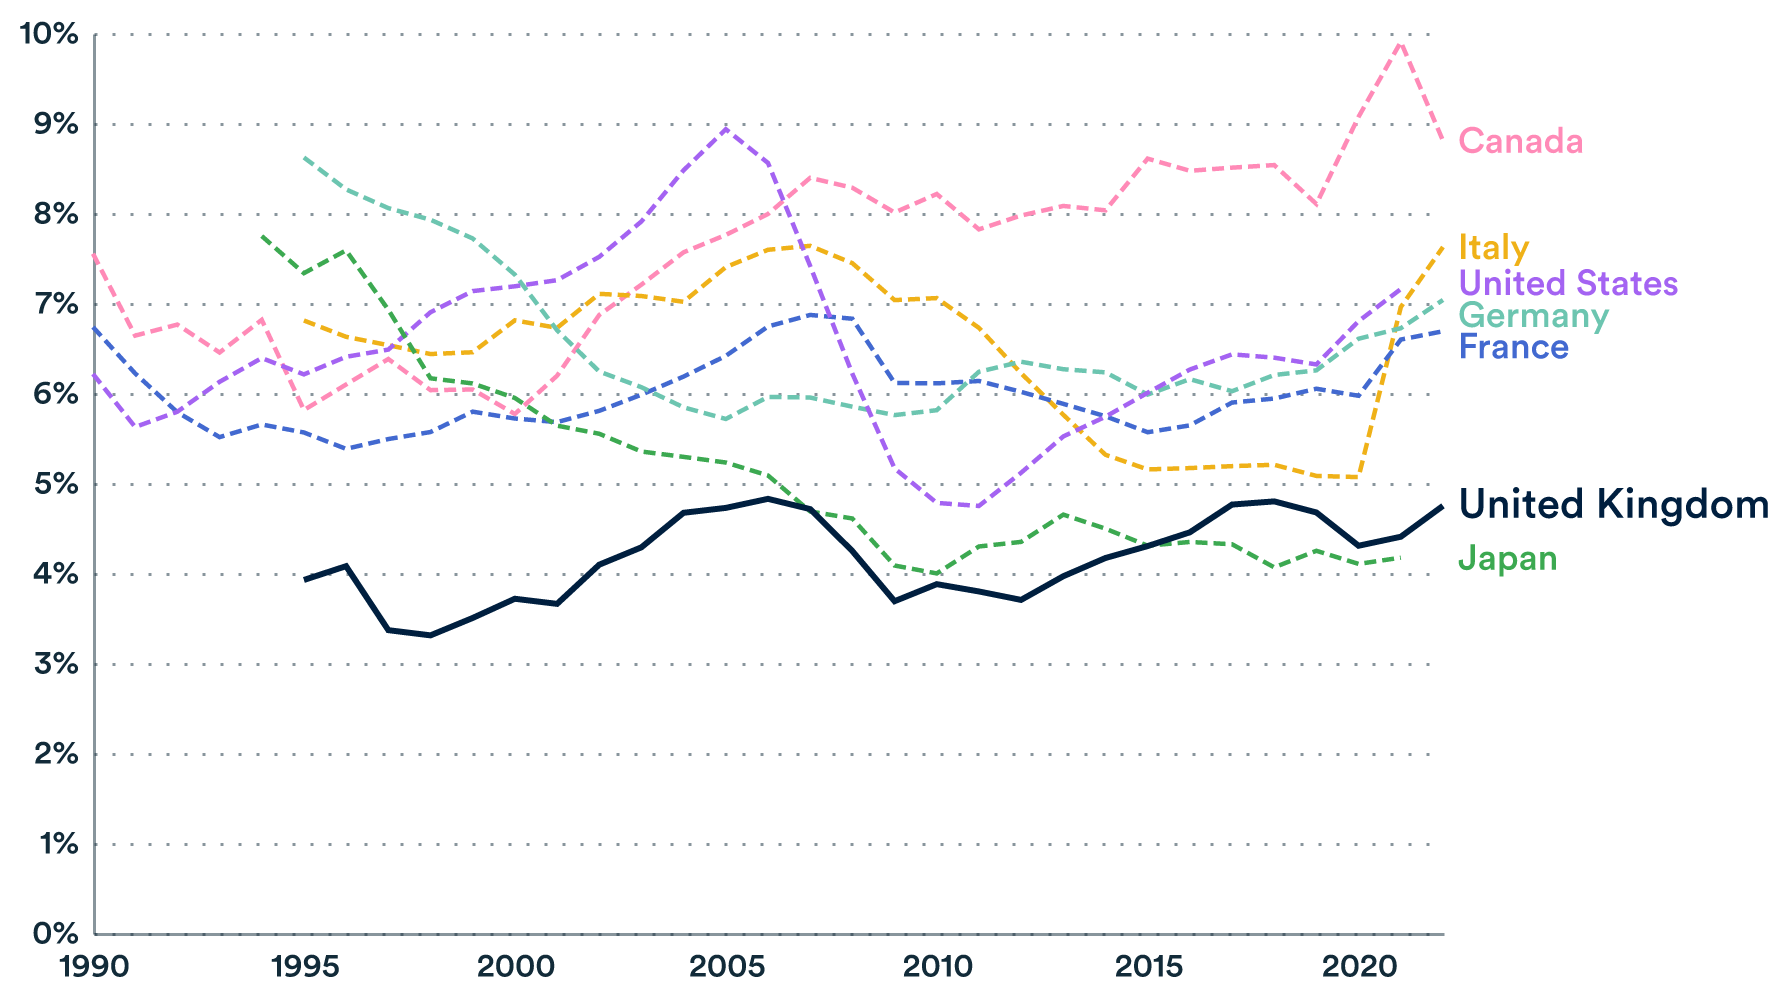 10%
9%
8%
7%
6%
5%
4%
3%
2%
1%
0%
1990 1995 2000 2005 2010 2015 2020
Canada
Italy
United States
Germany
France
United Kingdom
Japan